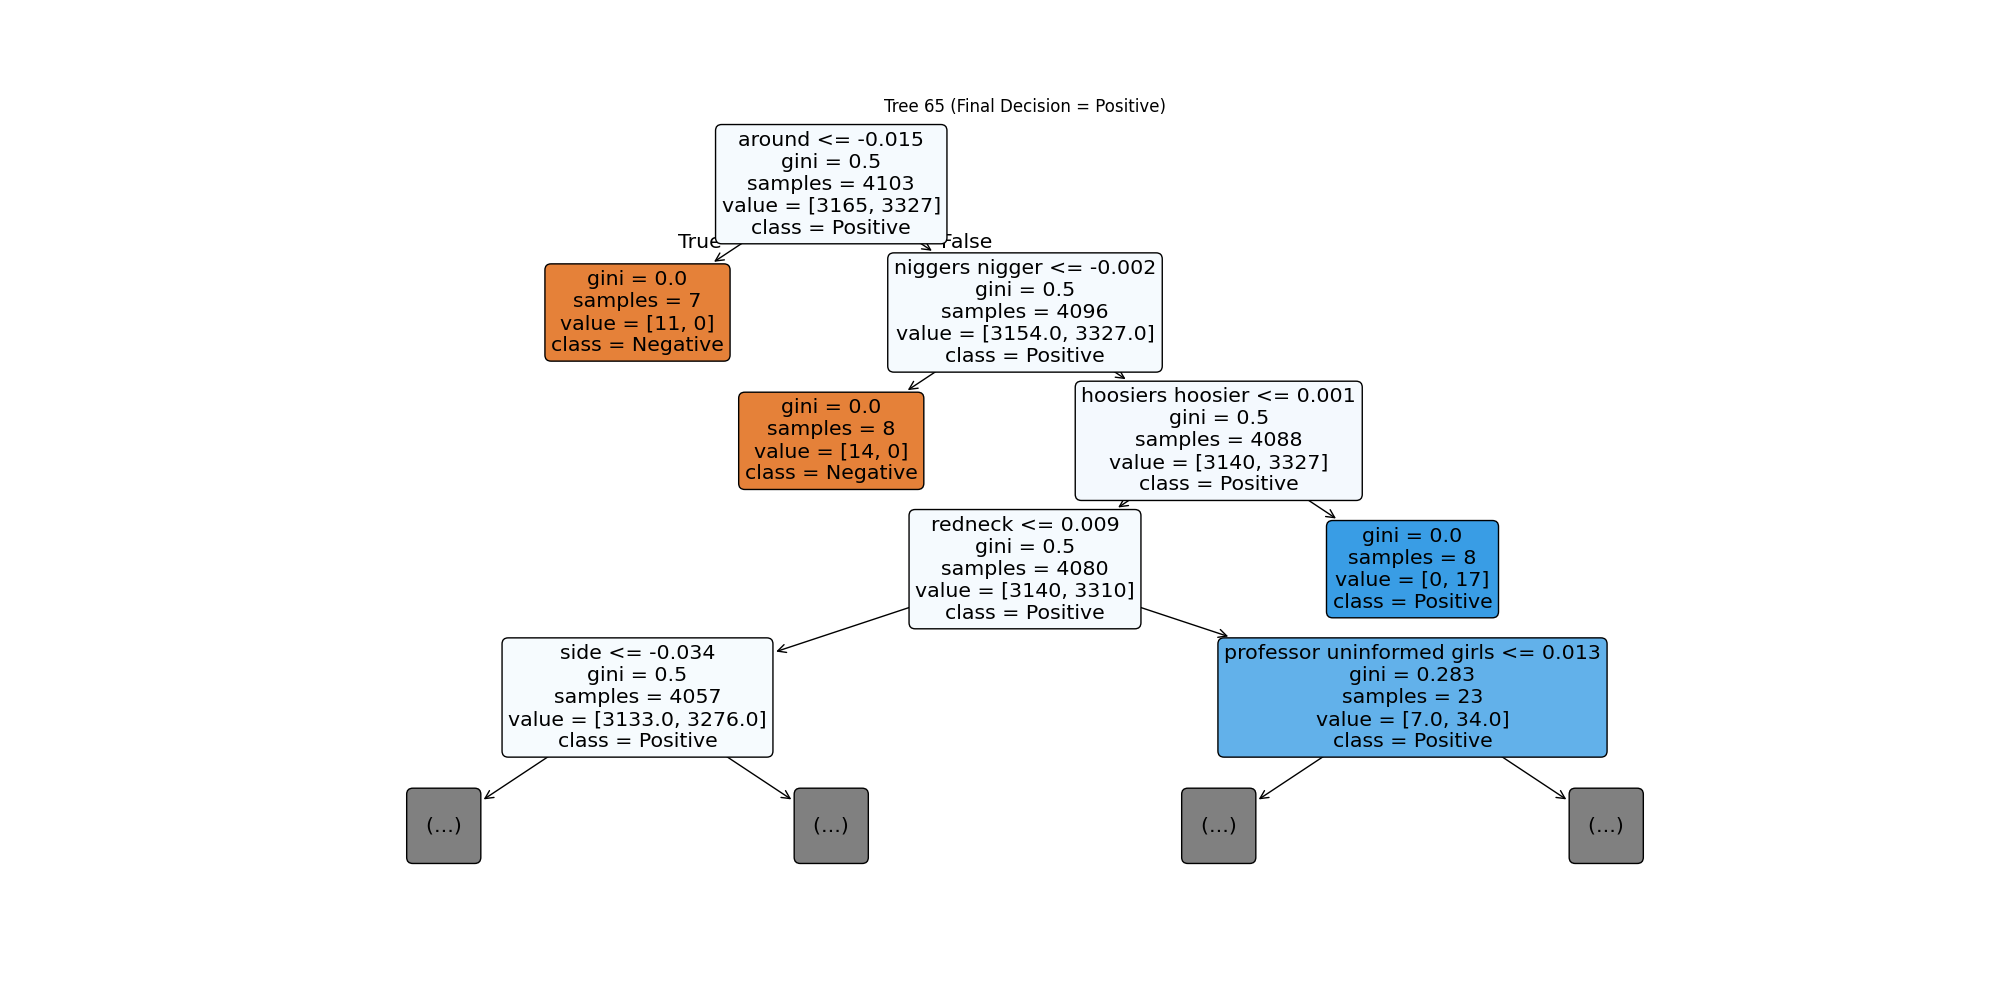 Tree 65 (Final Decision = Positive)
around <= -0.015
gini = 0.5
samples = 4103
value = [3165, 3327]
class = Positive
True
False
gini = 0.0
samples = 7
value = [11, 0]
class = Negative
niggers nigger <= -0.002
gini = 0.5
samples = 4096
value = [3154.0, 3327.0]
class = Positive
gini = 0.0
samples = 8
value = [14, 0]
class = Negative
hoosiers hoosier <= 0.001
gini = 0.5
samples = 4088
value = [3140, 3327]
class = Positive
redneck <= 0.009
gini = 0.5
samples = 4080
value = [3140, 3310]
class = Positive
gini = 0.0
samples = 8
value = [0, 17]
class = Positive
side <= -0.034
gini = 0.5
samples = 4057
value = [3133.0, 3276.0]
class = Positive
professor uninformed girls <= 0.013
gini = 0.283
samples = 23
value = [7.0, 34.0]
class = Positive
(...)
(...)
(...)
(...)